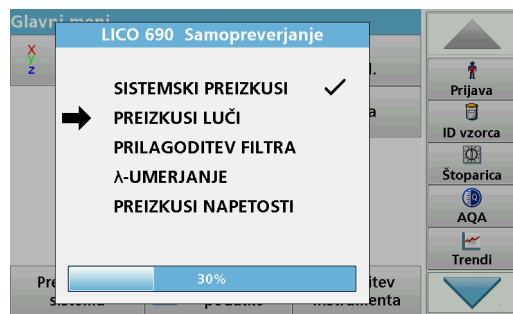 Glavni meni
LICO 690 Samopreverjanje
X
y
z
SISTEMSKI PREIZKUSI
PREIZKUSI LUČI
PRILAGODITEV FILTRA
λ-UMERJANJE
PREIZKUSI NAPETOSTI
30%
Prijava
ID vzorca
Štoparica
AQA
Trendi